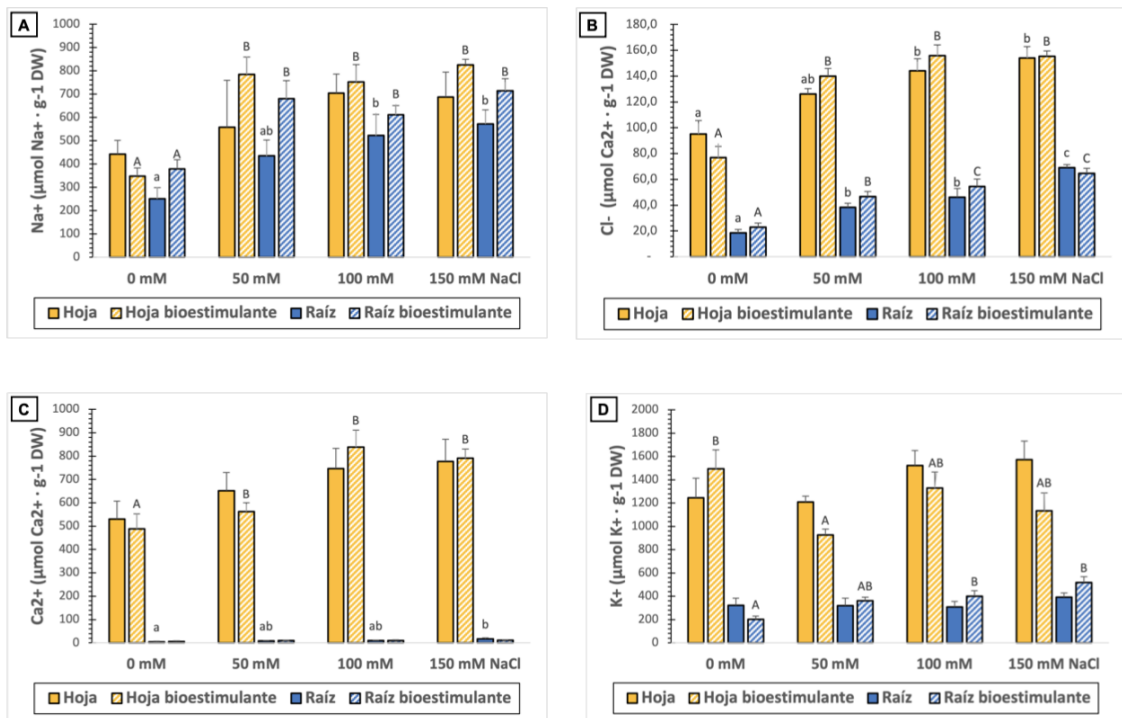 A
Na+ (µmol Na+ · g-1 DW)
1000
900
800
700
600
500
400
300
200
100
0
A
a
A
B
ab
B
B
b
B
B
b
B
0 mM
50 mM
100 mM
150 mM NaCl
Hoja
Hoja bioestimulante
Raíz
Raíz bioestimulante
B
Cl- (µmol Ca2+ · g-1 DW)
180,0
160,0
140,0
120,0
100,0
80,0
60,0
40,0
20,0
-
a
A
a
A
ab
B
b
B
b
B
b
C
b
B
c
C
0 mM
50 mM
100 mM
150 mM NaCl
Hoja
Hoja bioestimulante
Raíz
Raíz bioestimulante
C
Ca2+ (µmol Ca2+ · g-1 DW)
1000
900
800
700
600
500
400
300
200
100
0
A
a
B
ab
B
ab
B
b
0 mM
50 mM
100 mM
150 mM NaCl
Hoja
Hoja bioestimulante
Raíz
Raíz bioestimulante
D
K+ (µmol K+ · g-1 DW)
2000
1800
1600
1400
1200
1000
800
600
400
200
0
B
A
A
AB
AB
B
AB
B
0 mM
50 mM
100 mM
150 mM NaCl
Hoja
Hoja bioestimulante
Raíz
Raíz bioestimulante